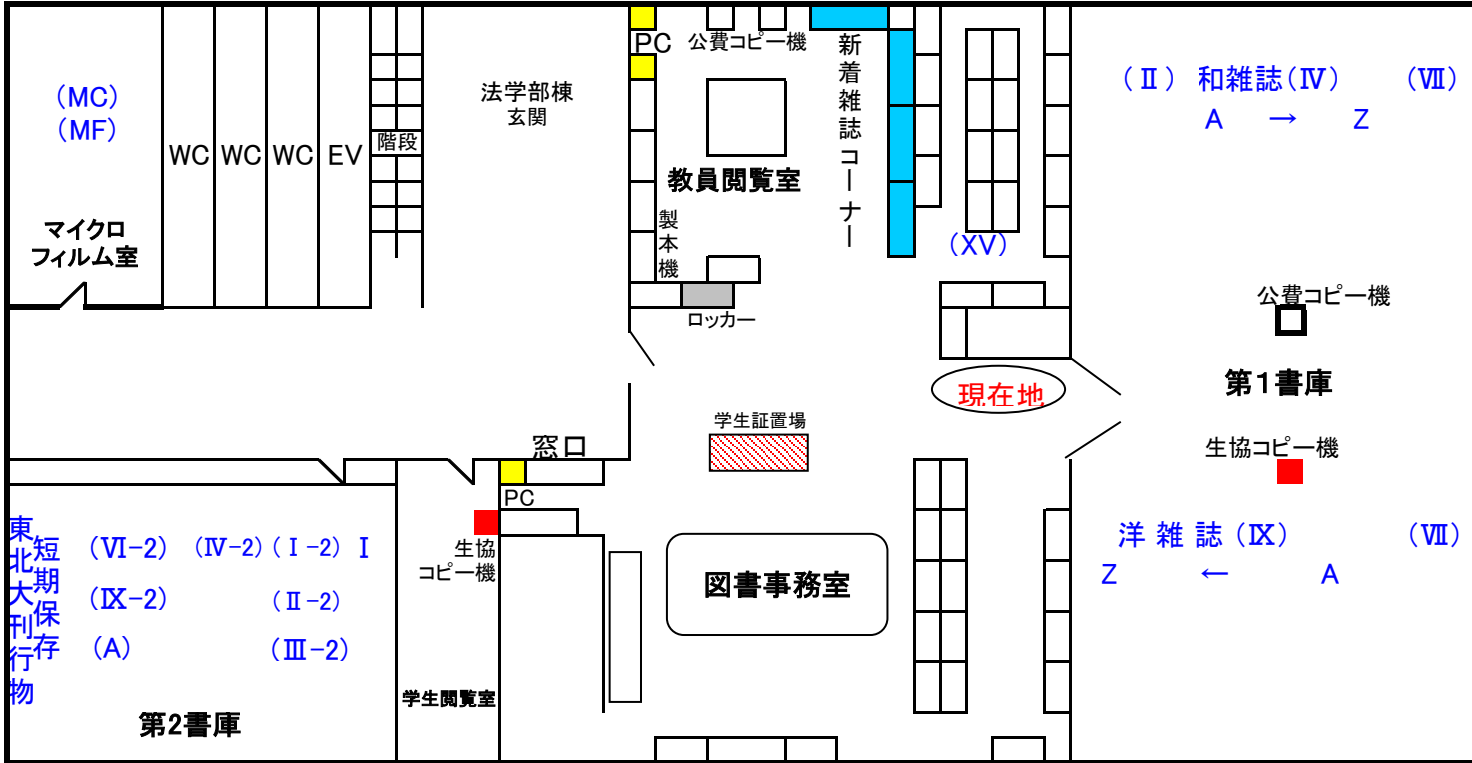 (MC)
(MF)
マイクロ
フィルム室
WC
WC
WC
EV
階段
法学部棟
玄関
PC
公費コピー機
新着雑誌コーナー
教員閲覧室
製本機
ロッカー
(XV)
(Ⅱ) 和雑誌(Ⅳ) (Ⅶ)
A → Z
公費コピー機
第1書庫
現在地
学生証置場
生協コピー機
窓口
PC
生協
コピー機
学生閲覧室
図書事務室
洋雑誌(Ⅸ) (Ⅶ)
Z ← A
東北大刊行物
短期保存
(Ⅵ-2) (Ⅳ-2) (Ⅰ-2) Ⅰ
(Ⅸ-2) (Ⅱ-2)
(A) (Ⅲ-2)
第2書庫